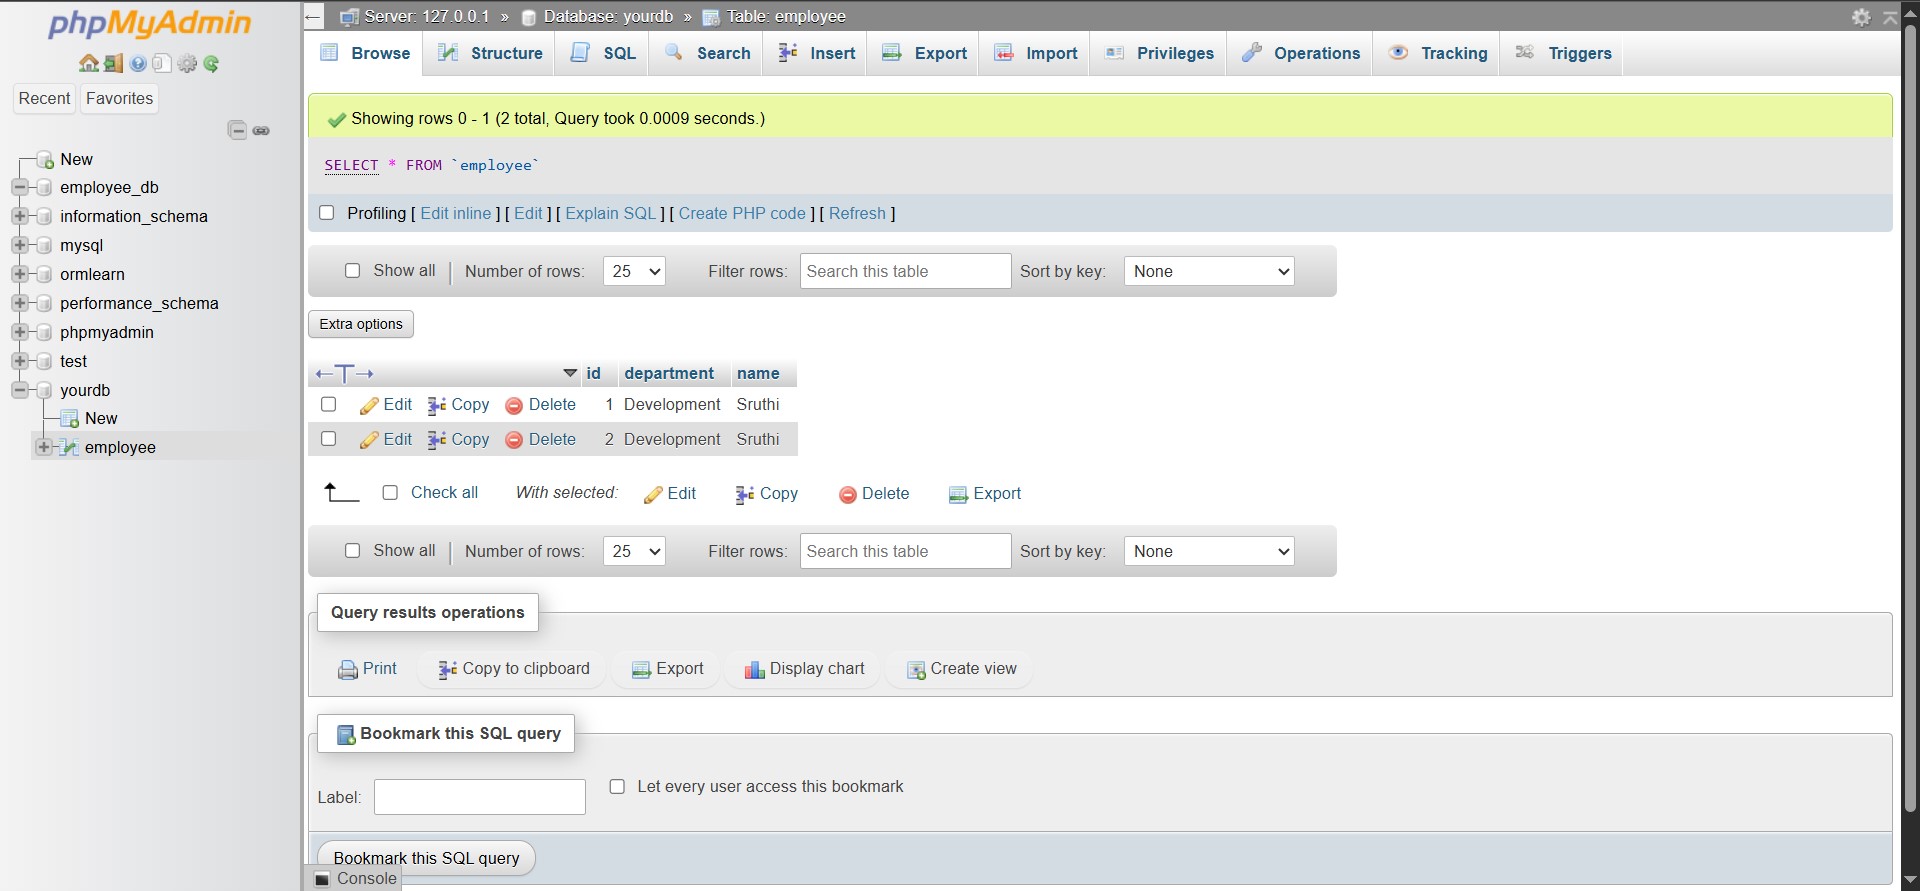 phpMyAdmin
Recent Favorites
New
employee_db
information_schema
mysql
ormlearn
performance_schema
phpmyadmin
test
yourdb
New
employee
← Server: 127.0.0.1 » Database: yourdb » Table: employee
Browse Structure SQL Search Insert Export Import Privileges Operations Tracking Triggers
Showing rows 0 - 1 (2 total, Query took 0.0009 seconds.)
SELECT * FROM `employee`
Profiling [ Edit inline ] [ Edit ] [ Explain SQL ] [ Create PHP code ] [ Refresh ]
Show all | Number of rows: 25 Filter rows: Search this table Sort by key: None
Extra options
←T→ id department name
Edit Copy Delete 1 Development Sruthi
Edit Copy Delete 2 Development Sruthi
Check all With selected: Edit Copy Delete Export
Show all | Number of rows: 25 Filter rows: Search this table Sort by key: None
Query results operations
Print Copy to clipboard Export Display chart Create view
Bookmark this SQL query
Label: Let every user access this bookmark
Bookmark this SQL query
Console